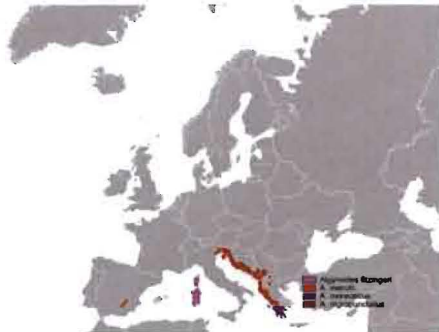 Algyroides fitzingeri
A. marchi
A. moreoticus
A. nigropunctatus